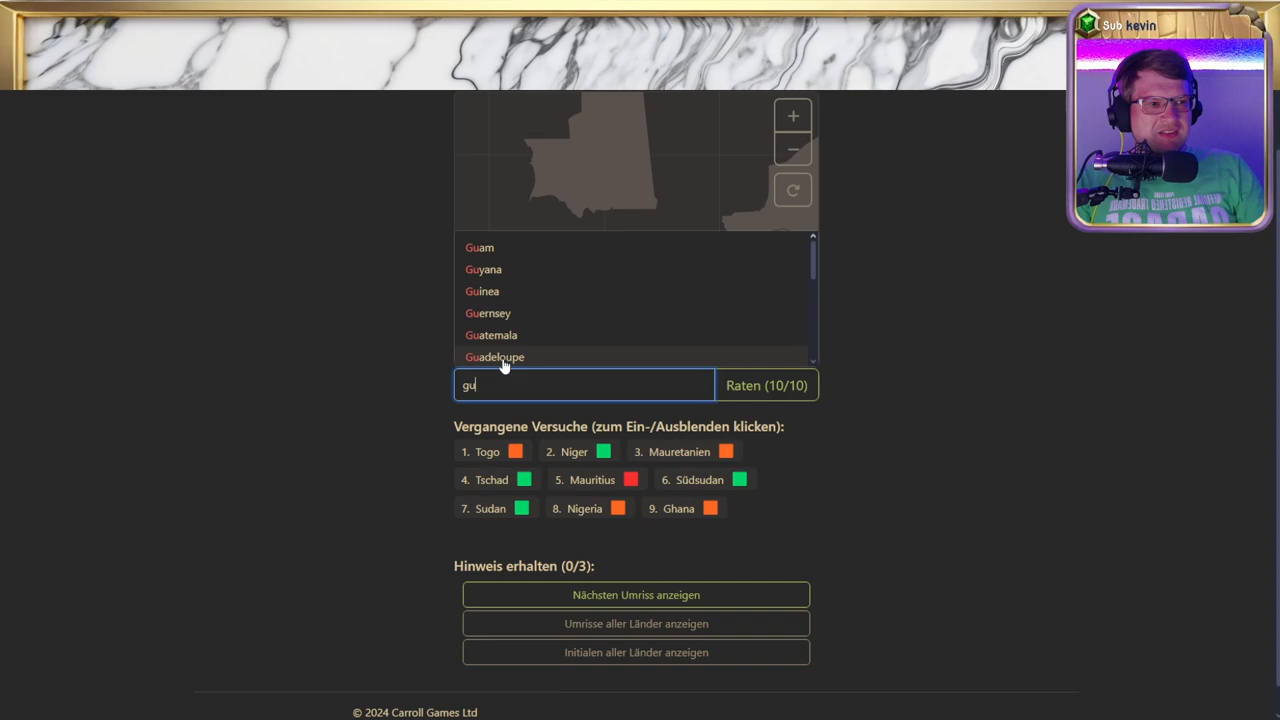 Sub kevin
+
−
Guam
Guyana
Guinea
Guernsey
Guatemala
Guadeloupe
gu
Raten (10/10)
Vergangene Versuche (zum Ein-/Ausblenden klicken):
1. Togo
2. Niger
3. Mauretanien
4. Tschad
5. Mauritius
6. Südsudan
7. Sudan
8. Nigeria
9. Ghana
Hinweis erhalten (0/3):
Nächsten Umriss anzeigen
Umrisse aller Länder anzeigen
Initialen aller Länder anzeigen
© 2024 Carroll Games Ltd